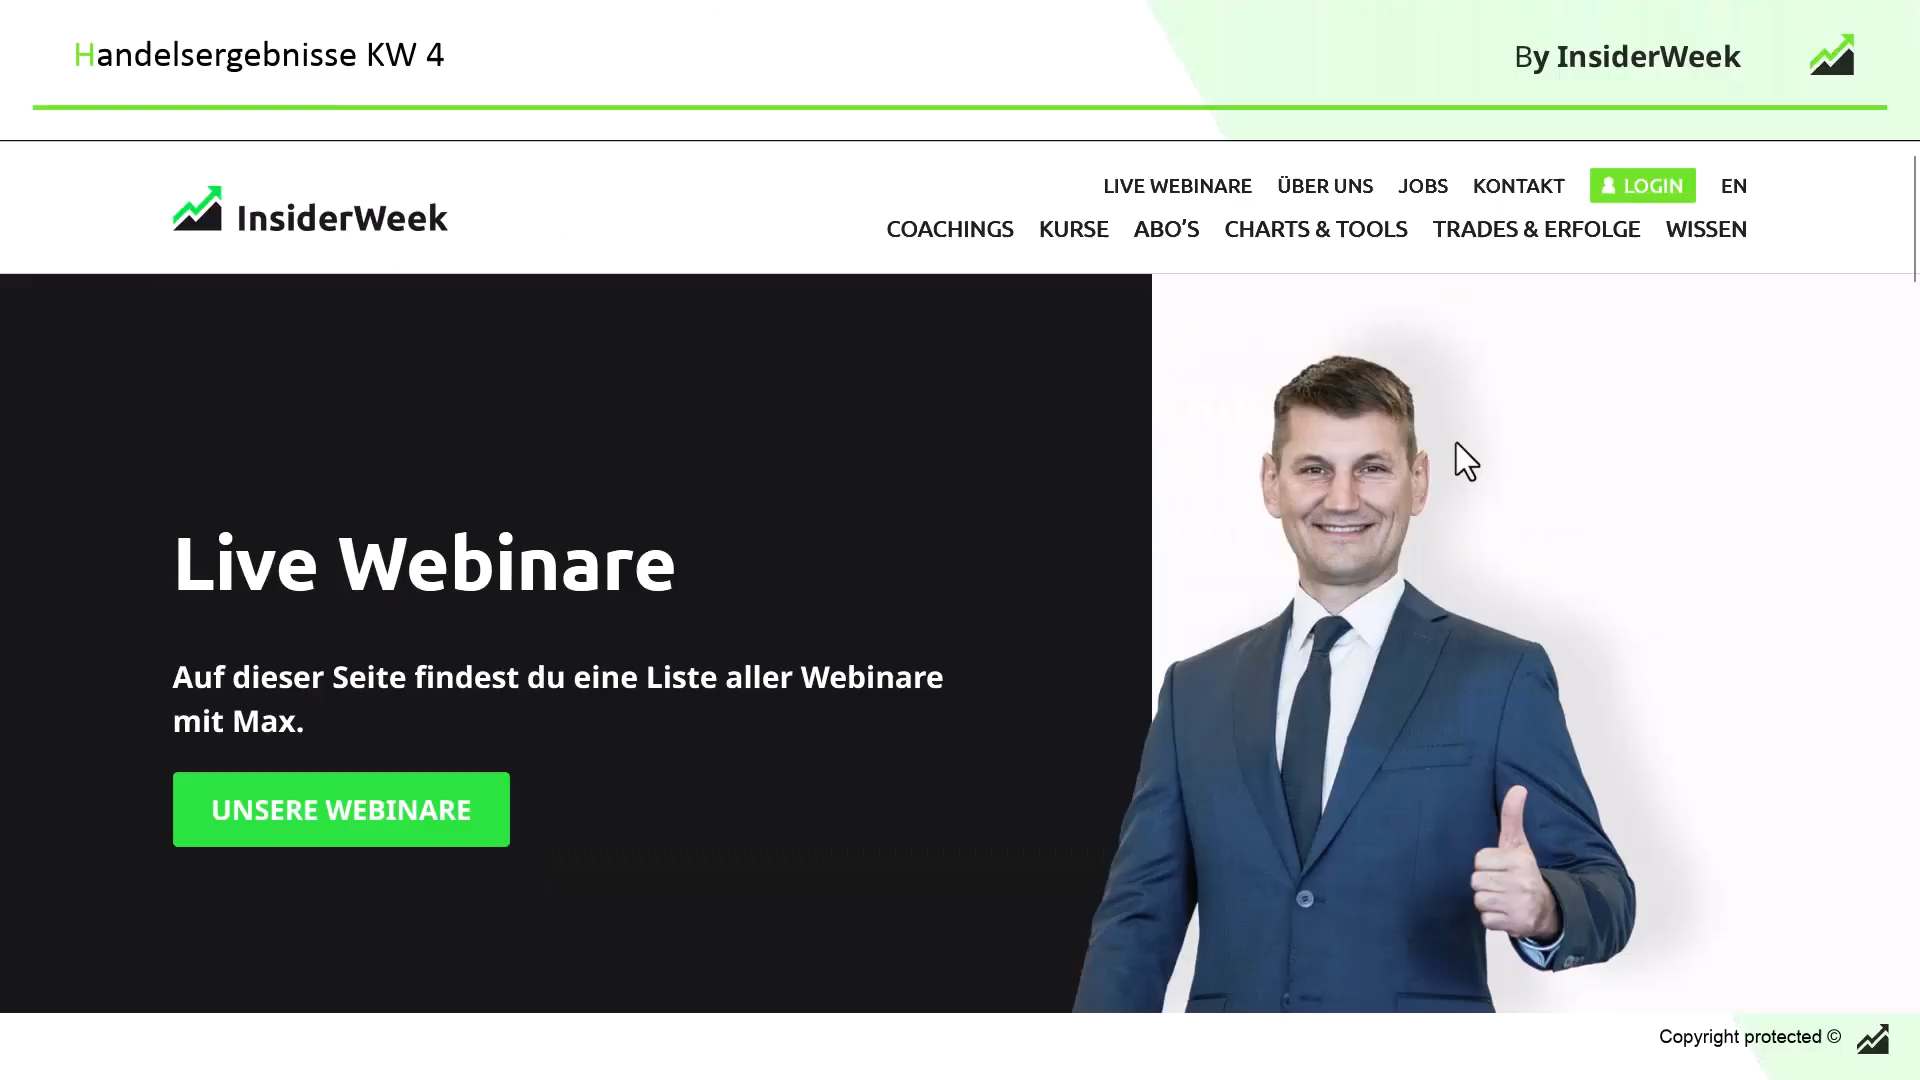 Handelsergebnisse KW 4
By InsiderWeek
InsiderWeek
LIVE WEBINARE ÜBER UNS JOBS KONTAKT LOGIN EN
COACHINGS KURSE ABO’S CHARTS & TOOLS TRADES & ERFOLGE WISSEN
Live Webinare
Auf dieser Seite findest du eine Liste aller Webinare
mit Max.
UNSERE WEBINARE
Copyright protected ©